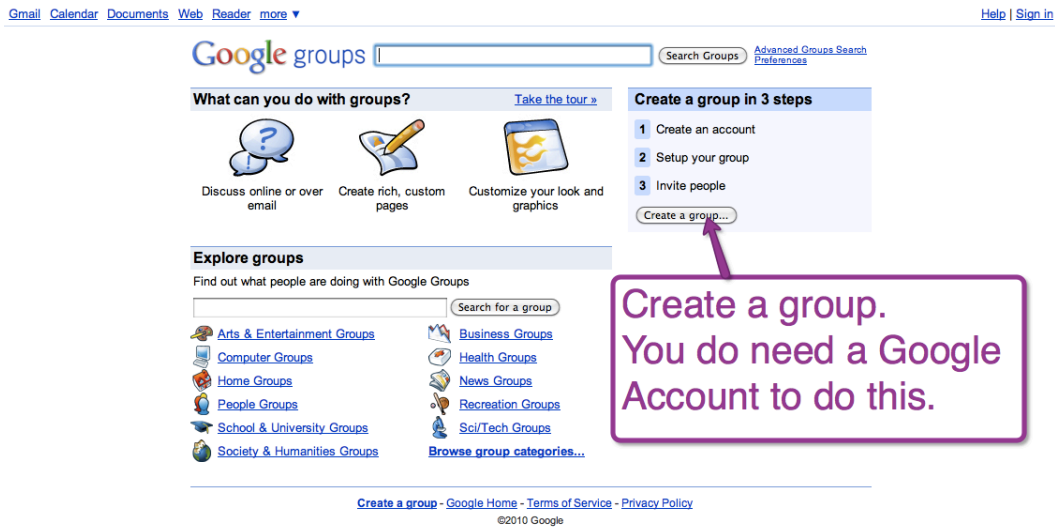 Gmail Calendar Documents Web Reader more ▼ Help | Sign in
Google groups Search Groups Advanced Groups Search
Preferences
What can you do with groups? Take the tour »
Discuss online or over email
Create rich, custom pages
Customize your look and graphics
Create a group in 3 steps
1 Create an account
2 Setup your group
3 Invite people
Create a group...
Create a group.
You do need a Google
Account to do this.
Explore groups
Find out what people are doing with Google Groups
Search for a group
Arts & Entertainment Groups Business Groups
Computer Groups Health Groups
Home Groups News Groups
People Groups Recreation Groups
School & University Groups Sci/Tech Groups
Society & Humanities Groups Browse group categories...
Create a group - Google Home - Terms of Service - Privacy Policy
©2010 Google